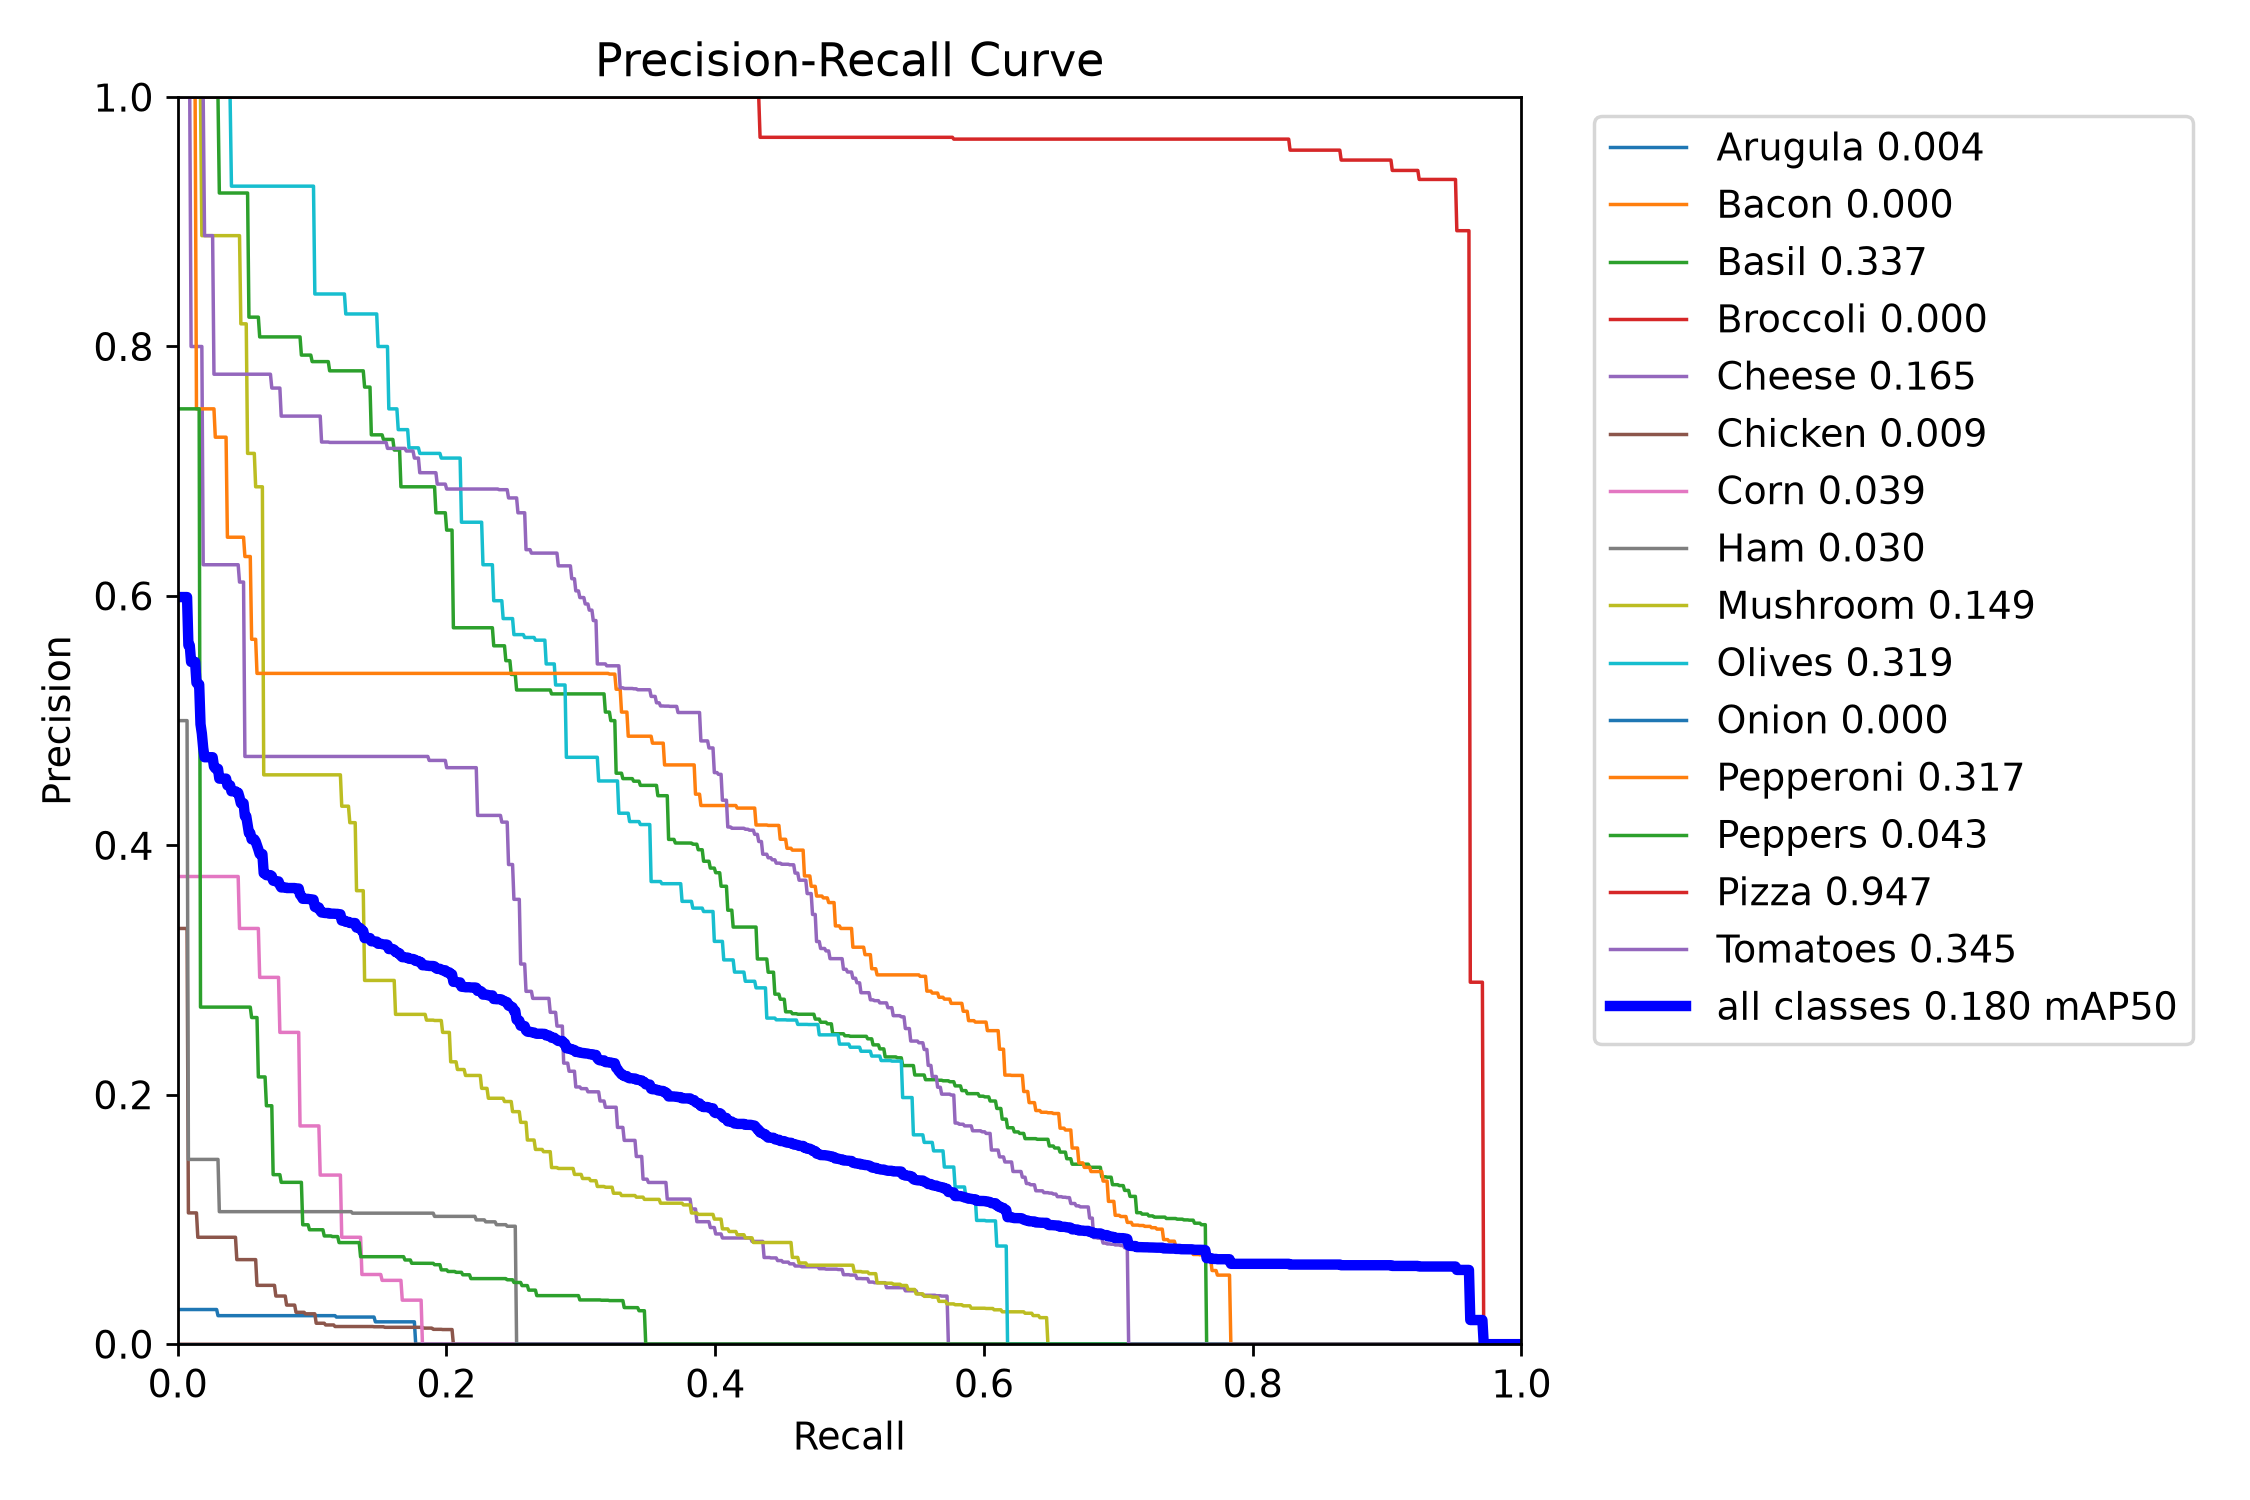 Precision-Recall Curve
1.0
0.8
0.6
0.4
0.2
0.0
Precision
0.0 0.2 0.4 0.6 0.8 1.0
Recall
Arugula 0.004
Bacon 0.000
Basil 0.337
Broccoli 0.000
Cheese 0.165
Chicken 0.009
Corn 0.039
Ham 0.030
Mushroom 0.149
Olives 0.319
Onion 0.000
Pepperoni 0.317
Peppers 0.043
Pizza 0.947
Tomatoes 0.345
all classes 0.180 mAP50